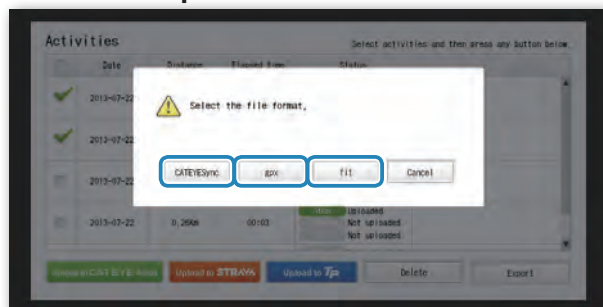 Activities
Select activities and then press any button below.
Date Distance Elapsed time Status
2013-07-22
Select the file format.
2013-07-22
CATEYESync gpx fit Cancel
2013-07-22
Uploaded
2013-07-22 0.26km 00:03 Not uploaded
Not uploaded
Upload to CATEYE Atlas Upload to STRAVA Upload to Tp Delete Export